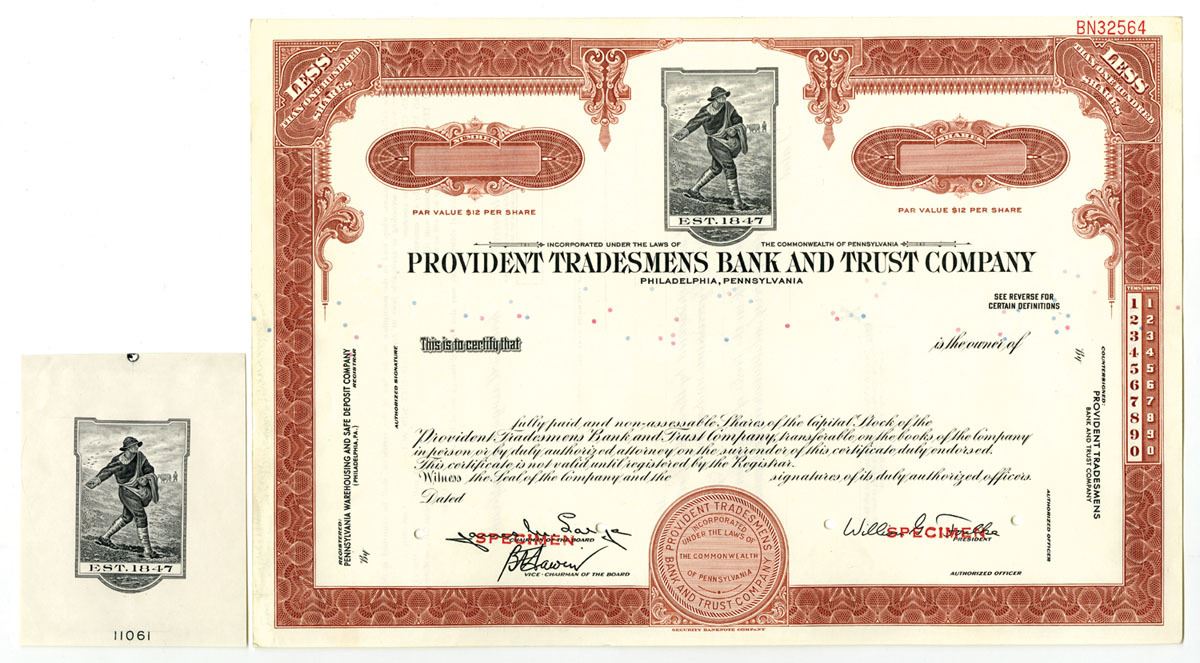 BN32564
LESS
THAN ONE HUNDRED
SHARES
LESS
THAN ONE HUNDRED
SHARES
NUMBER
SHARES
PAR VALUE $12 PER SHARE
PAR VALUE $12 PER SHARE
EST. 1847
INCORPORATED UNDER THE LAWS OF THE COMMONWEALTH OF PENNSYLVANIA
PROVIDENT TRADESMENS BANK AND TRUST COMPANY
PHILADELPHIA, PENNSYLVANIA
SEE REVERSE FOR
CERTAIN DEFINITIONS
This is to certify that
is the owner of
fully paid and non-assessable Shares of the Capital Stock of the
Provident Tradesmens Bank and Trust Company, transferable on the books of the Company
in person or by duly authorized attorney on the surrender of this certificate duly endorsed.
This certificate is not valid until registered by the Registrar.
Witness the Seal of the Company and the signatures of its duly authorized officers.
Dated
SPECIMEN
CHAIRMAN OF THE BOARD
VICE-CHAIRMAN OF THE BOARD
SPECIMEN
PRESIDENT
AUTHORIZED OFFICER
PROVIDENT TRADESMENS
BANK AND TRUST COMPANY
INCORPORATED
UNDER THE LAWS OF
THE COMMONWEALTH
OF PENNSYLVANIA
SECURITY BANKNOTE COMPANY
REGISTERED:
PENNSYLVANIA WAREHOUSING AND SAFE DEPOSIT COMPANY
(PHILADELPHIA, PA.) REGISTRAR
By
AUTHORIZED SIGNATURE
COUNTERSIGNED:
PROVIDENT TRADESMENS
BANK AND TRUST COMPANY
By
AUTHORIZED OFFICER
TENS UNITS
1 1
2 2
3 3
4 4
5 5
6 6
7 7
8 8
9 9
0 0
EST. 1847
11061